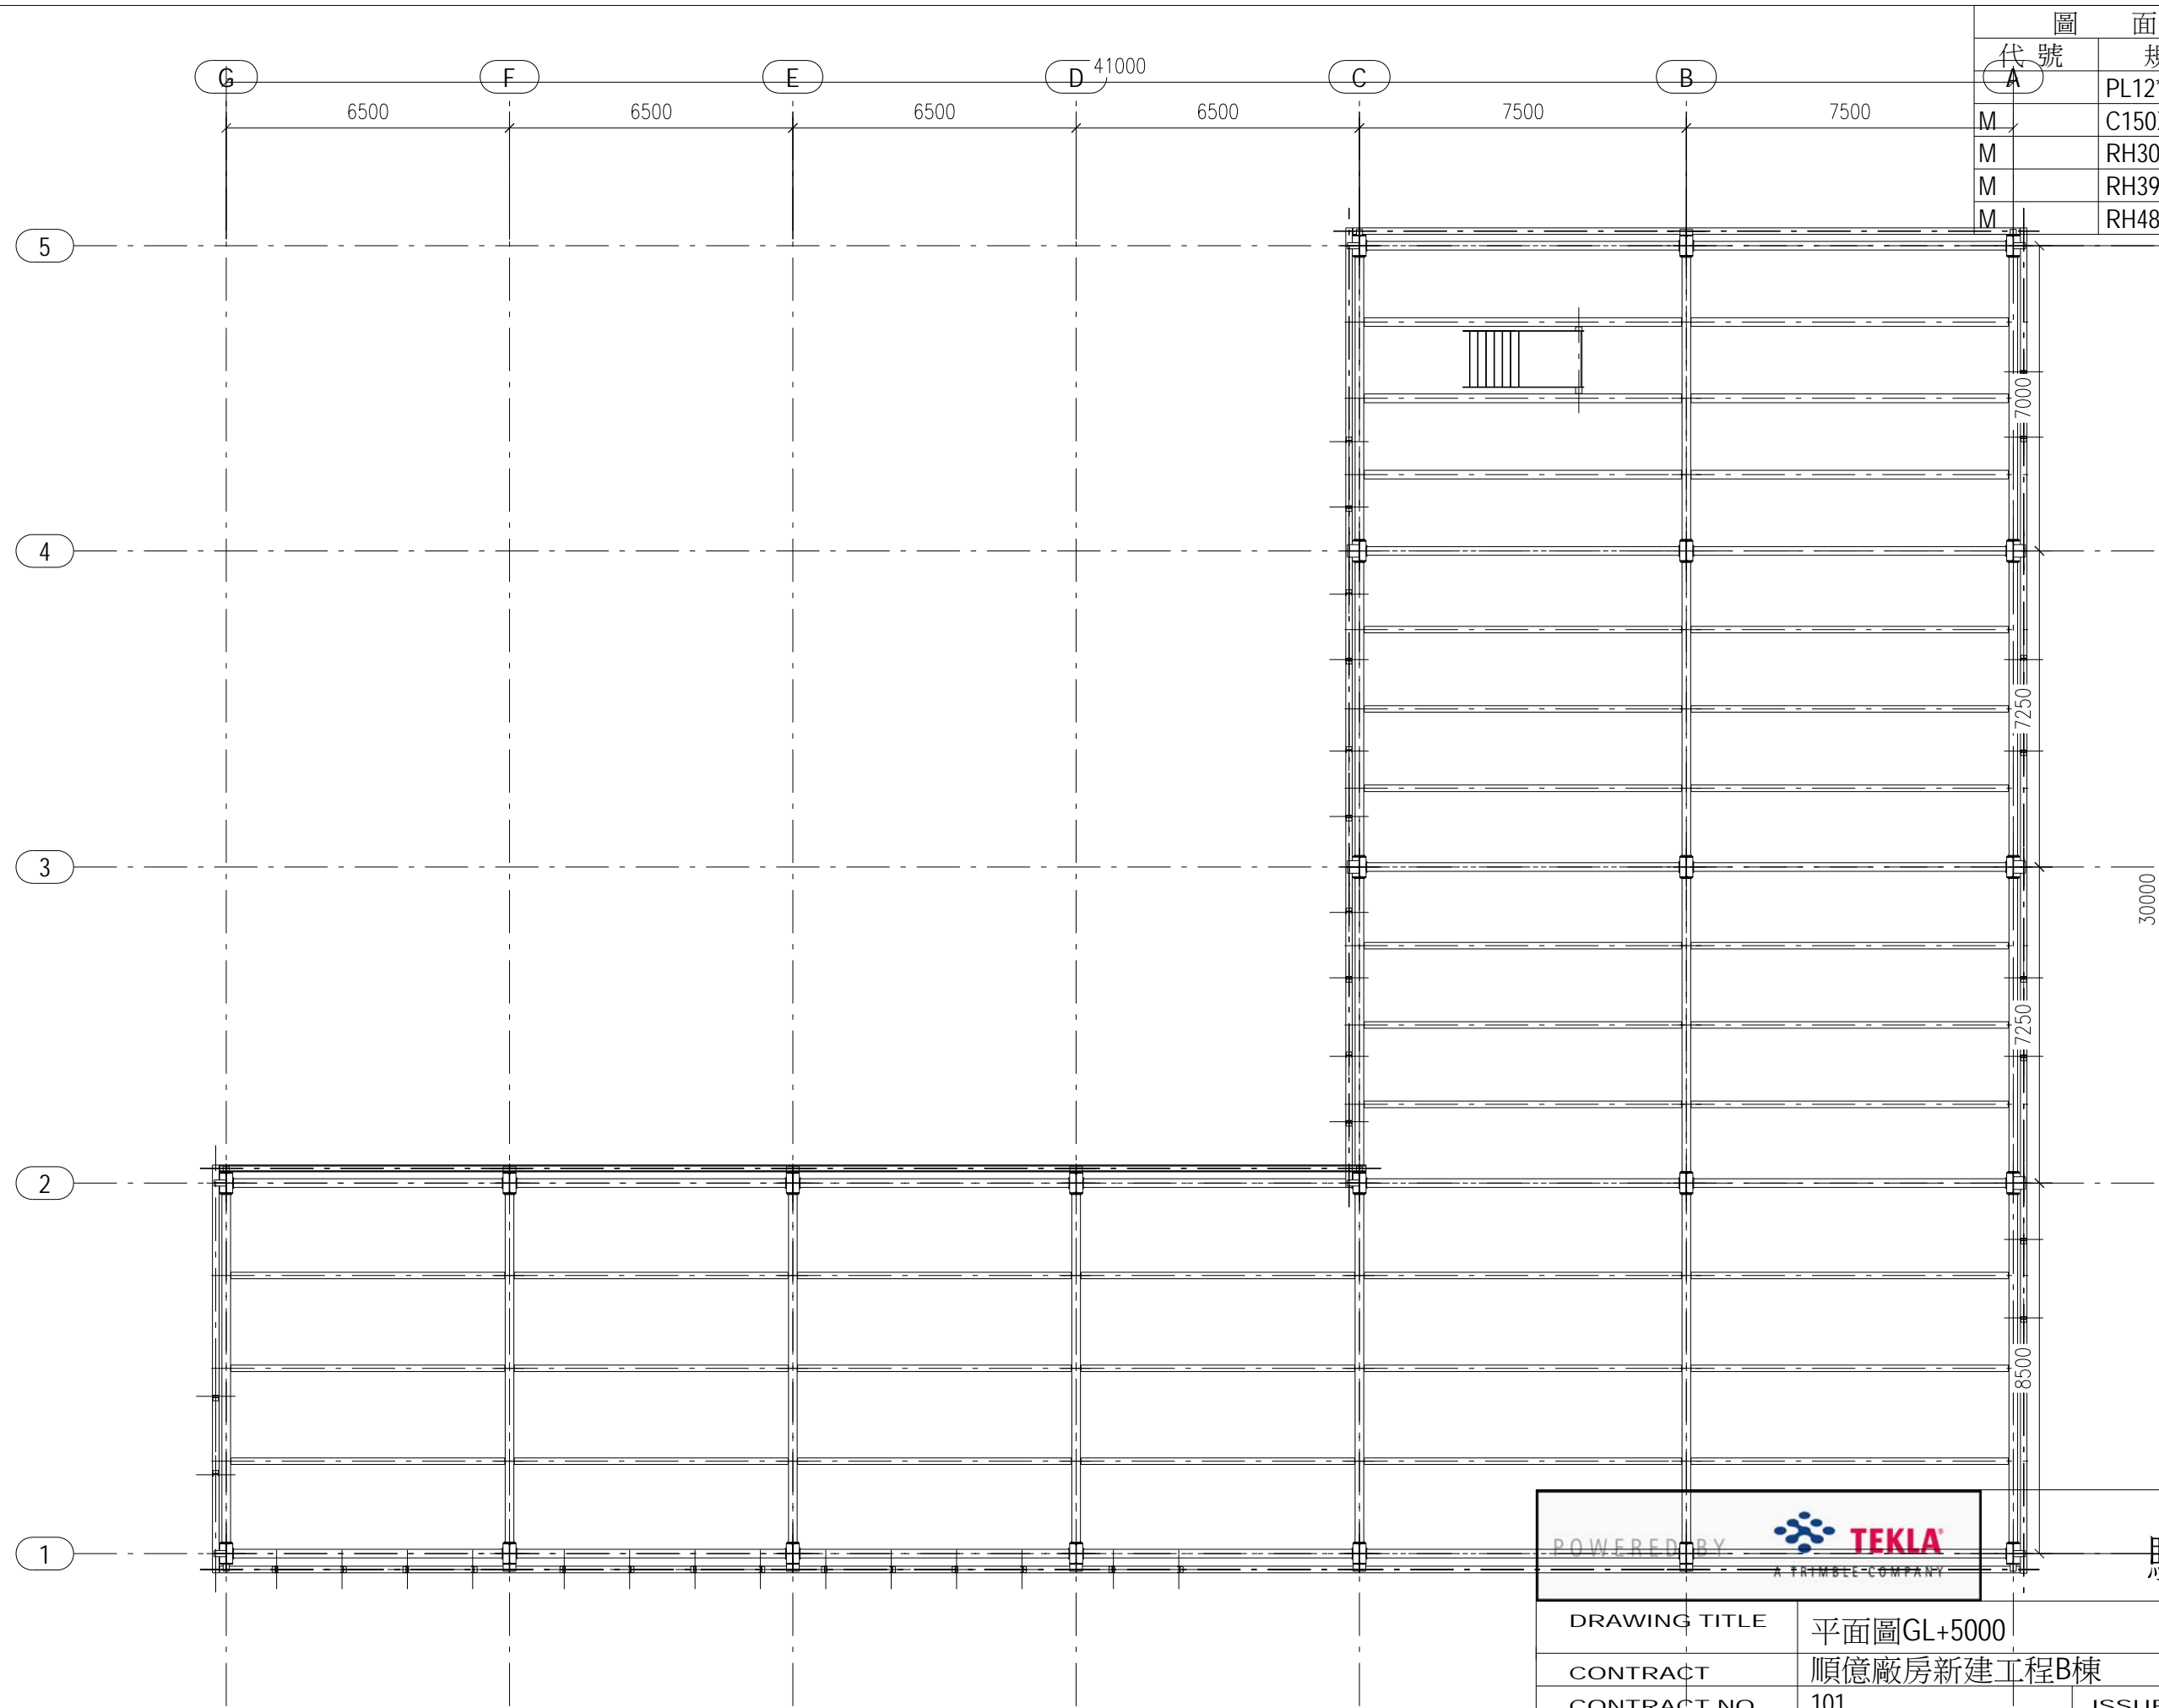 圖 面
代 號
PL12
M C150
M RH30
M RH39
M RH48
G F E D C B A
41000
6500 6500 6500 6500 7500 7500
5
7000
4
7250
3
30000
7250
2
8500
1
POWERED BY TEKLA
A TRIMBLE COMPANY
DRAWING TITLE 平面圖GL+5000
CONTRACT 順億廠房新建工程B棟
CONTRACT NO 101